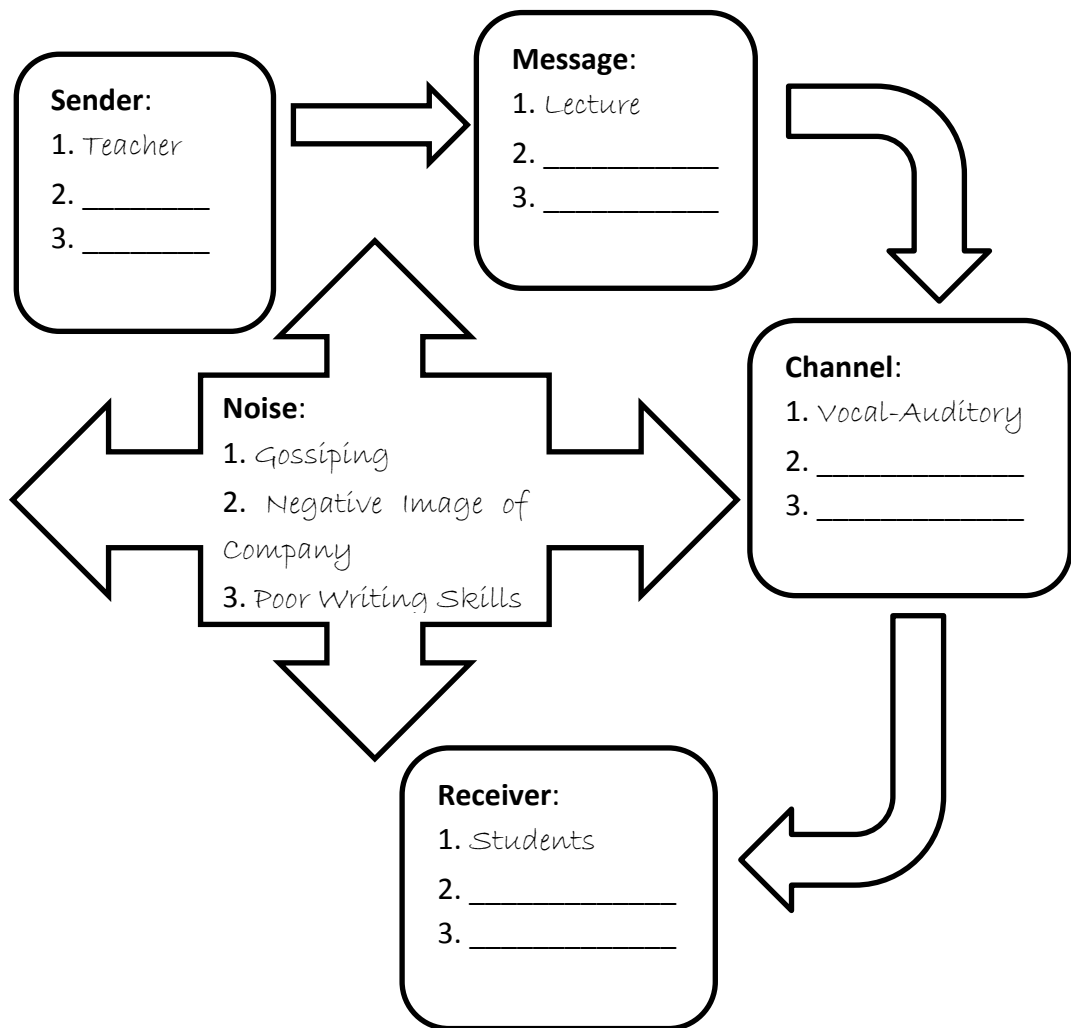 Sender:
1. Teacher
2. ________
3. ________
Message:
1. Lecture
2. ___________
3. ___________
Noise:
1. Gossiping
2. Negative Image of
Company
3. Poor Writing Skills
Channel:
1. Vocal-Auditory
2. _____________
3. _____________
Receiver:
1. Students
2. _____________
3. _____________